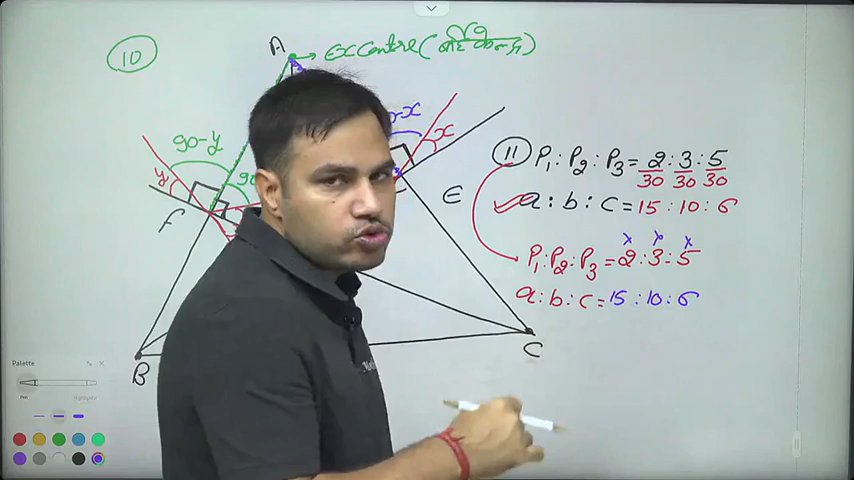 10
A → Excentre (
90-y
-x
x
y
90
F
E
B
C
11 P₁ : P₂ : P₃ = 2 : 3 : 5
30 30 30
a : b : c = 15 : 10 : 6
P₁ : P₂ : P₃ = 2 : 3 : 5
a : b : c = 15 : 10 : 6
Palette